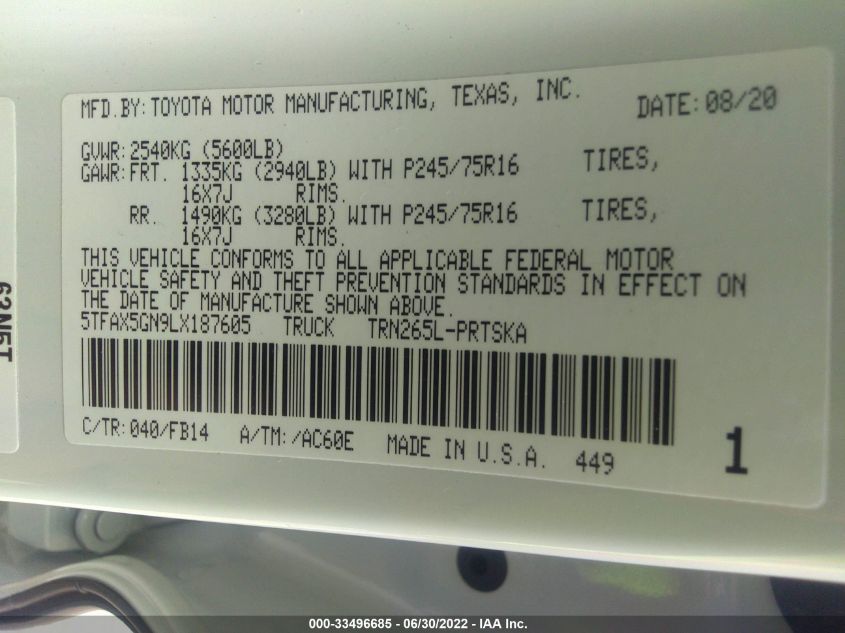 MFD.BY:TOYOTA MOTOR MANUFACTURING, TEXAS, INC. DATE:08/20
GVWR:2540KG (5600LB)
GAWR:FRT. 1335KG (2940LB) WITH P245/75R16 TIRES,
16X7J RIMS.
RR. 1490KG (3280LB) WITH P245/75R16 TIRES,
16X7J RIMS.
THIS VEHICLE CONFORMS TO ALL APPLICABLE FEDERAL MOTOR
VEHICLE SAFETY AND THEFT PREVENTION STANDARDS IN EFFECT ON
THE DATE OF MANUFACTURE SHOWN ABOVE.
5TFAX5GN9LX187605 TRUCK TRN265L-PRTSKA
C/TR:040/FB14 A/TM:/AC60E MADE IN U.S.A. 449 1
63N5T
000-33496685 - 06/30/2022 - IAA Inc.